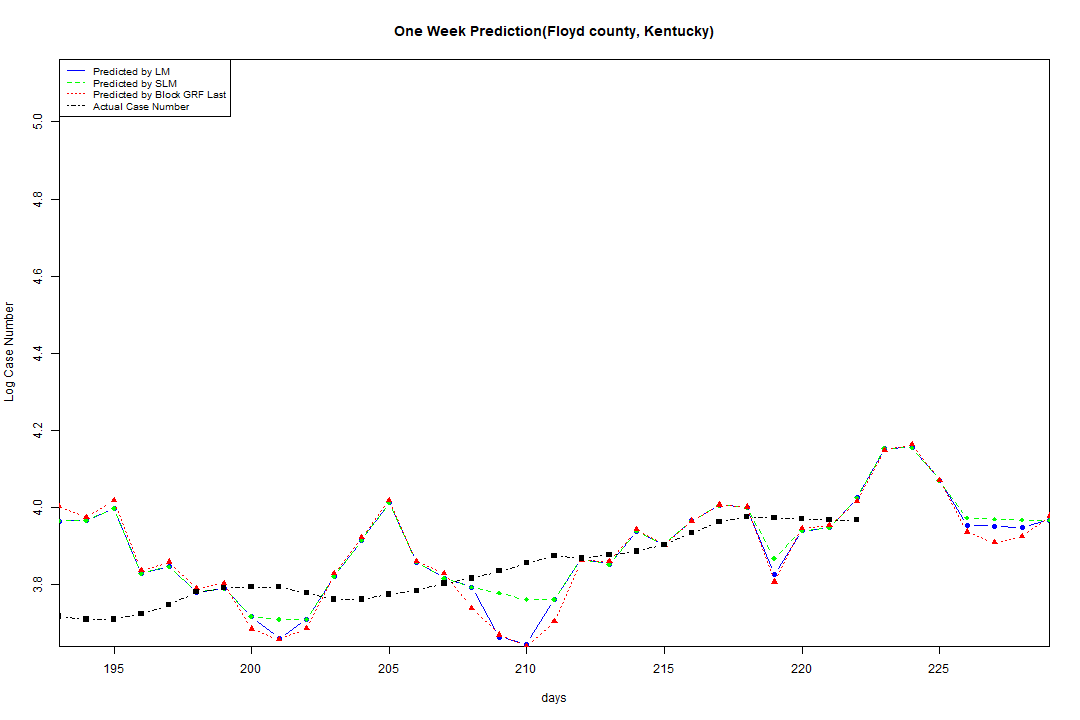 One Week Prediction(Floyd county, Kentucky)
Predicted by LM
Predicted by SLM
Predicted by Block GRF Last
Actual Case Number
5.0
4.8
4.6
4.4
4.2
4.0
3.8
Log Case Number
195 200 205 210 215 220 225
days